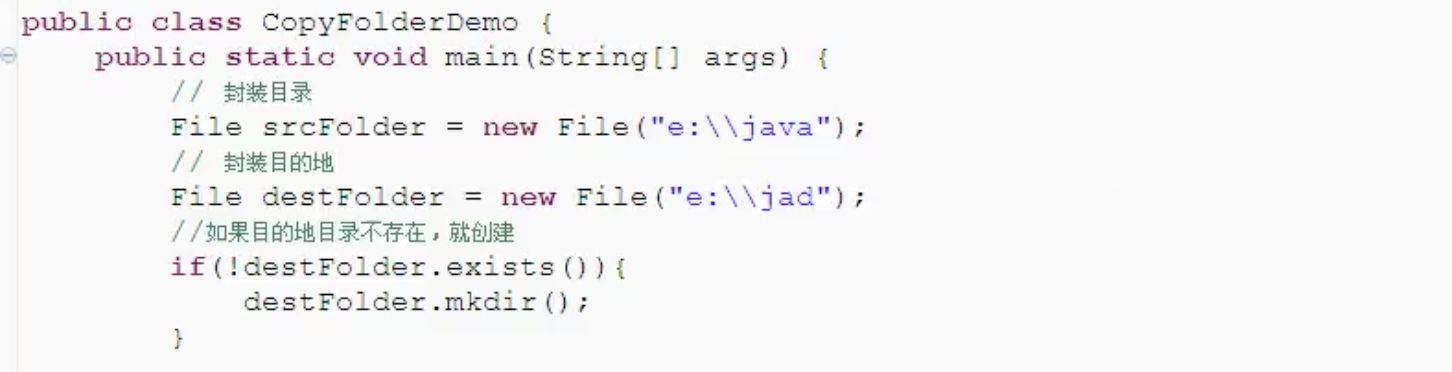 public class CopyFolderDemo {
public static void main(String[] args) {
// 封装目录
File srcFolder = new File("e:\\java");
// 封装目的地
File destFolder = new File("e:\\jad");
//如果目的地目录不存在，就创建
if(!destFolder.exists()){
destFolder.mkdir();
}